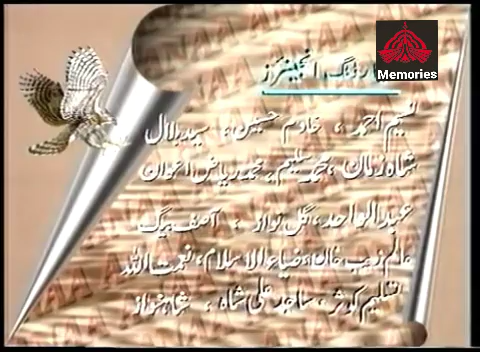 Memories
رڈنگ انجینئرز
نسیم احمد، خادم حسین، سید بلال
شاہ زمان، محمد سلیم، محمد ریاض اعوان
عبدالواحد، گل نواز، آصف بیگ
عالم زیب خان، ضیاء الاسلام، نعمت اللہ
تسلیم کوثر، ساجد علی شاہ، شاہنواز